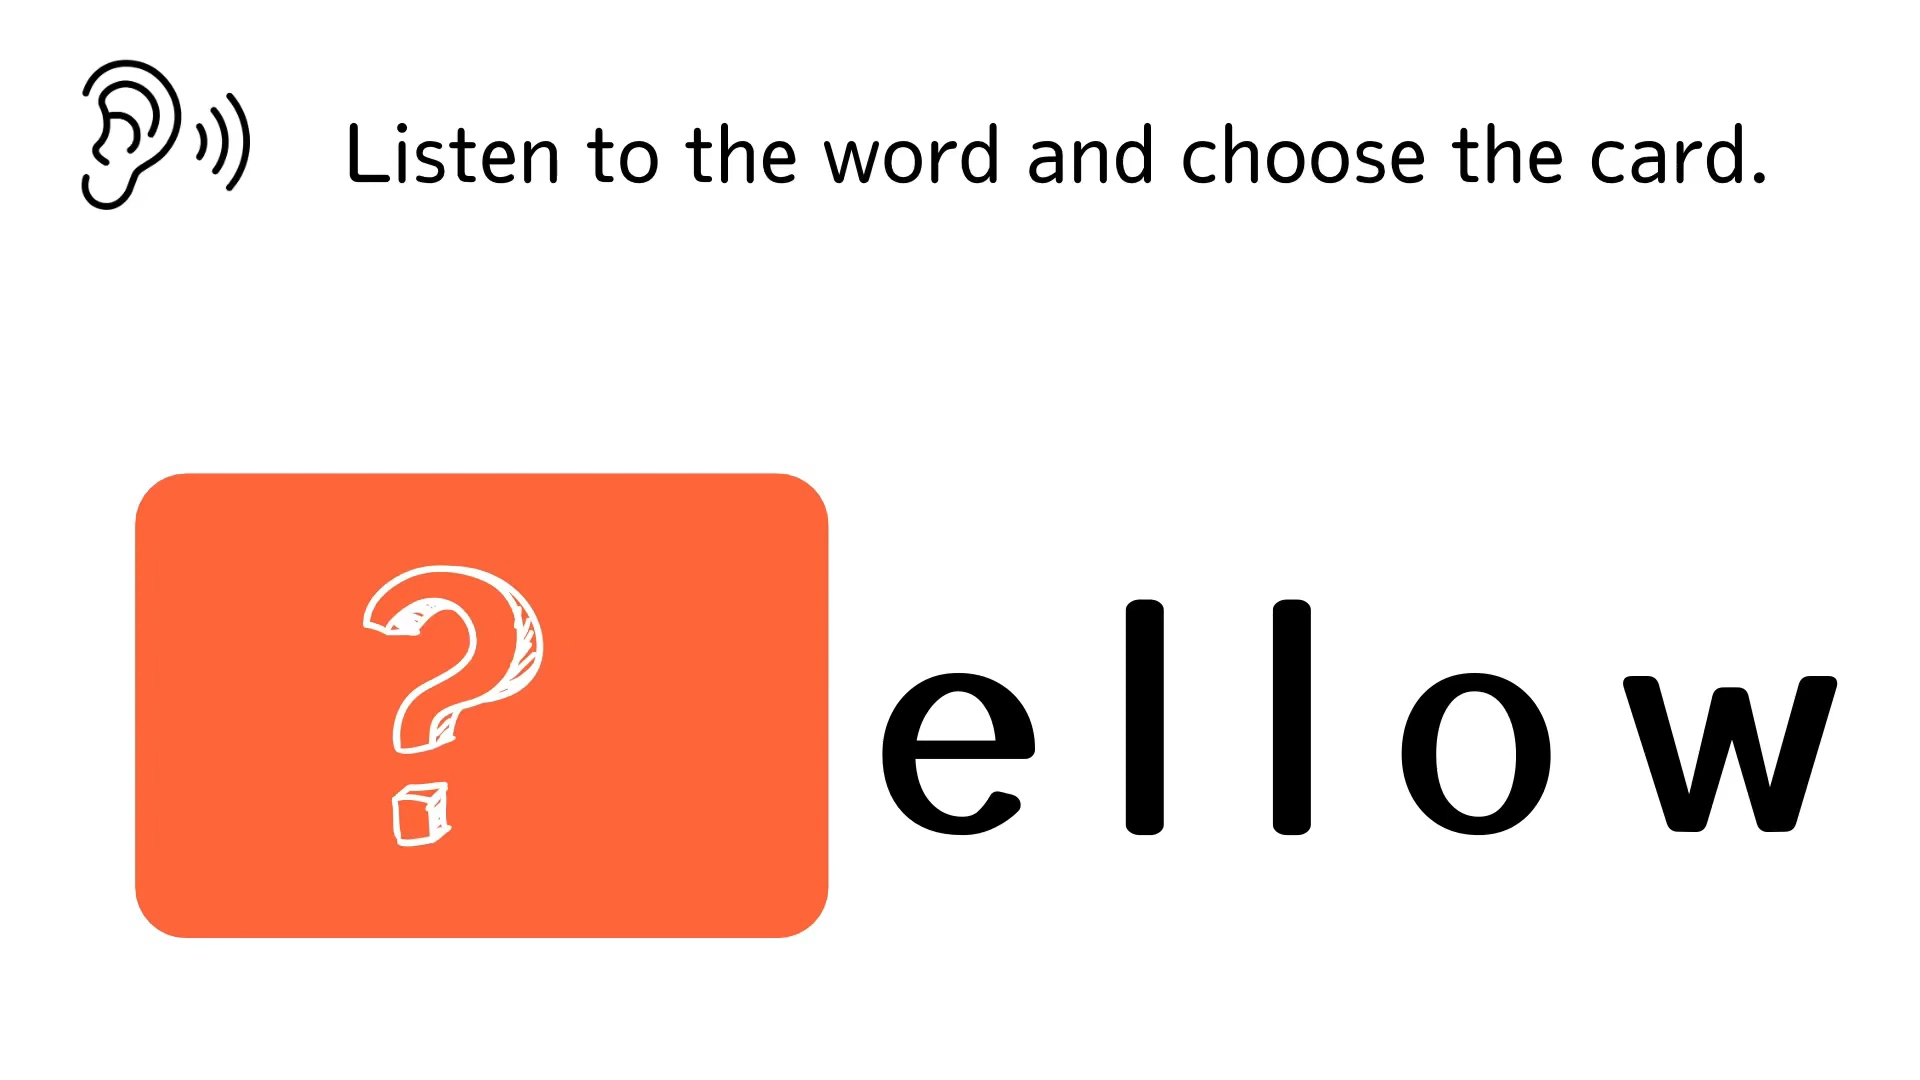 Listen to the word and choose the card.
? ellow